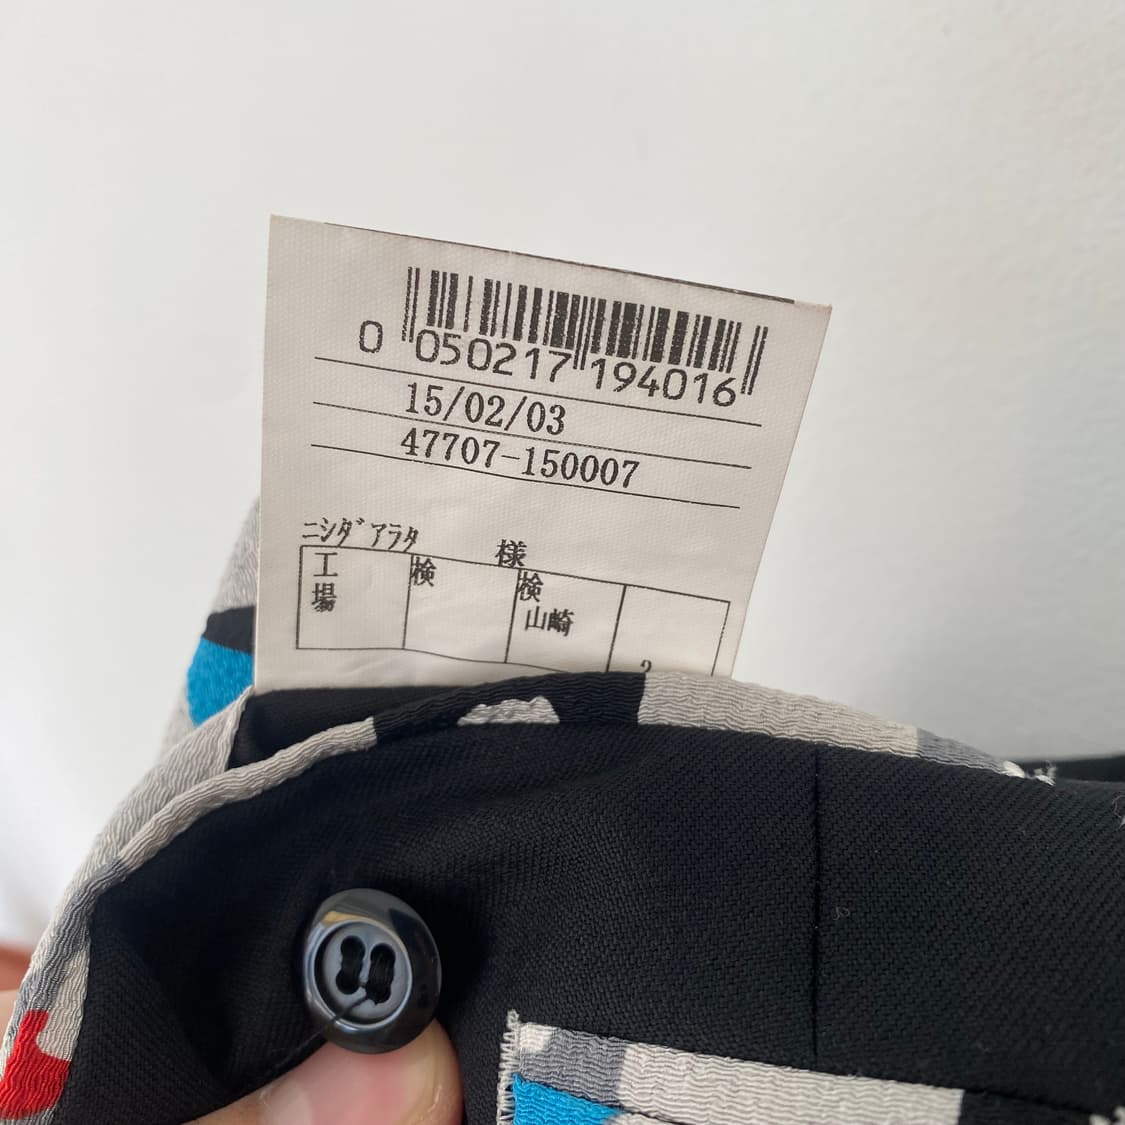 0 050217 194016
15/02/03
47707-150007
ﾆｼﾀﾞｱﾗﾀ 様
工場 検 検
山崎
2